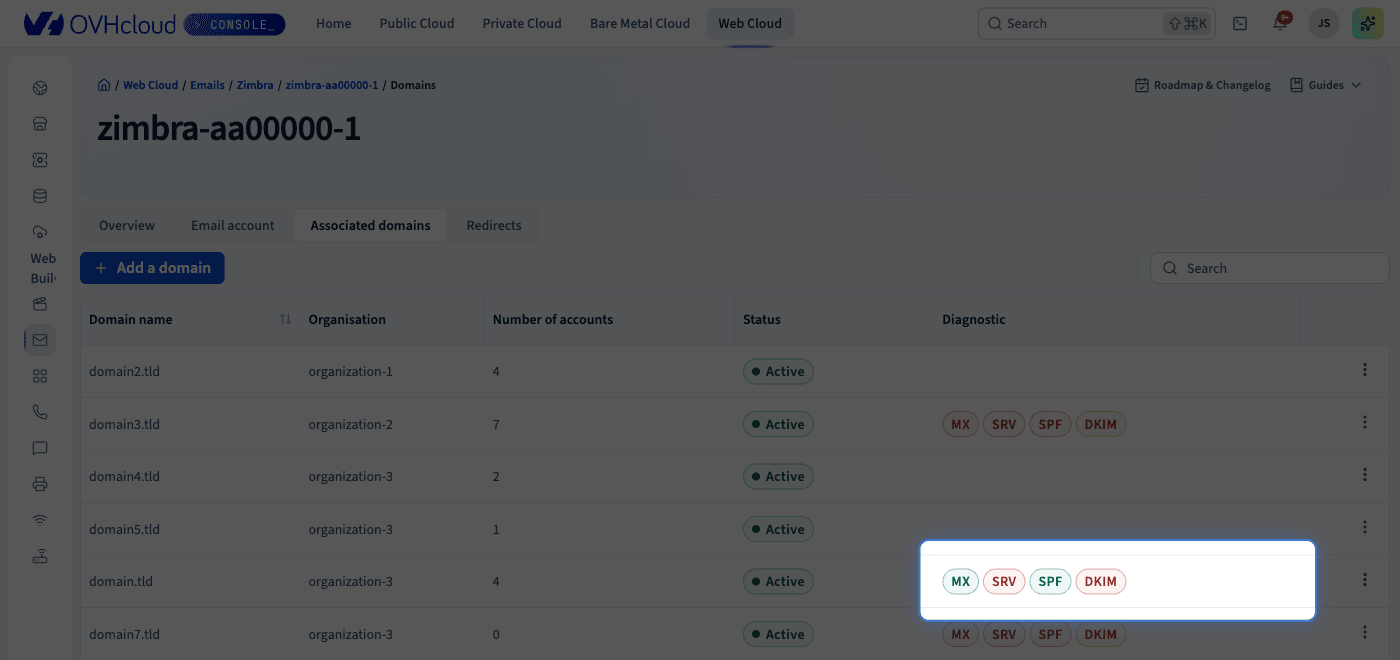 OVHcloud CONSOLE_ Home Public Cloud Private Cloud Bare Metal Cloud Web Cloud Search ⇧⌘K 9+ JS
/ Web Cloud / Emails / Zimbra / zimbra-aa00000-1 / Domains Roadmap & Changelog Guides
zimbra-aa00000-1
Overview Email account Associated domains Redirects
Web
Buil
+ Add a domain Search
Domain name Organisation Number of accounts Status Diagnostic
domain2.tld organization-1 4 Active
domain3.tld organization-2 7 Active MX SRV SPF DKIM
domain4.tld organization-3 2 Active
domain5.tld organization-3 1 Active
domain.tld organization-3 4 Active MX SRV SPF DKIM
domain7.tld organization-3 0 Active MX SRV SPF DKIM